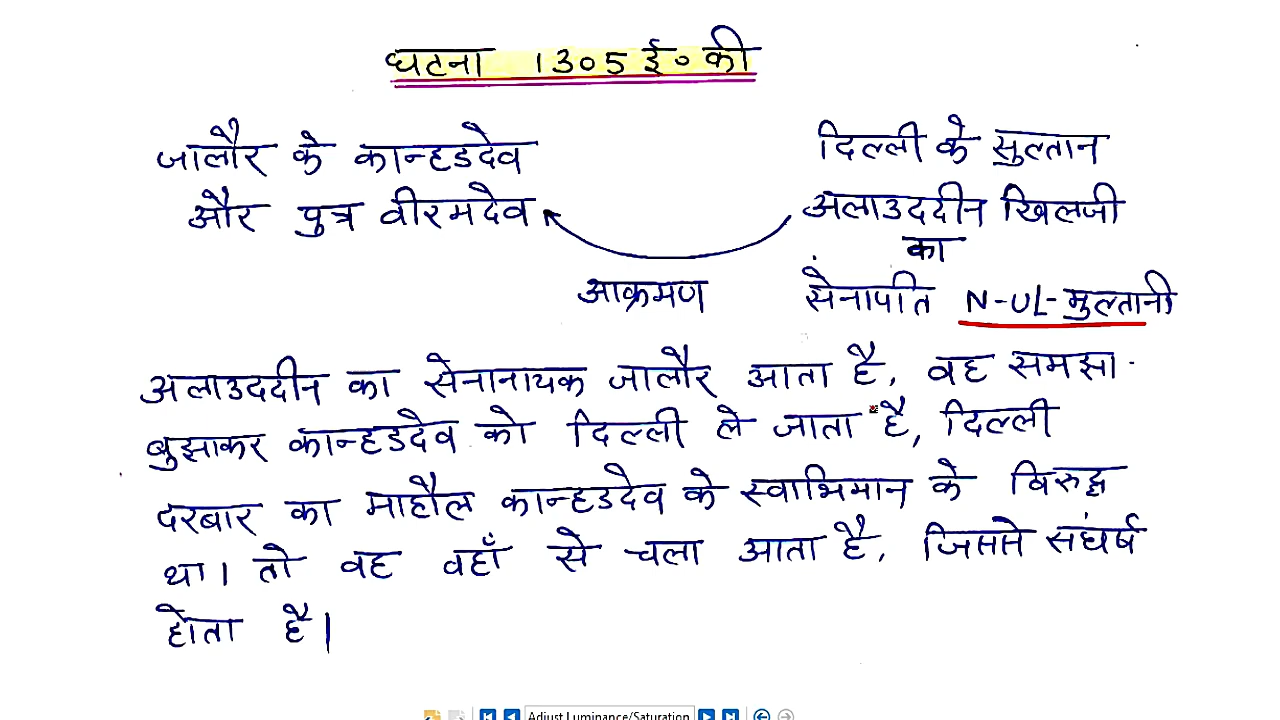 घटना 1305 ई० की
जालौर के कान्हडदेव
और पुत्र वीरमदेव
दिल्ली के सुल्तान
अलाउददीन खिलजी
का
सेनापति N-UL-मुल्तानी
आक्रमण
अलाउददीन का सेनानायक जालौर आता है, वह समझा-
बुझाकर कान्हडदेव को दिल्ली ले जाता है, दिल्ली
दरबार का माहौल कान्हडदेव के स्वाभिमान के विरुद्ध
था। तो वह वहाँ से चला आता है, जिससे संघर्ष
होता है।
Adjust Luminance/Saturation